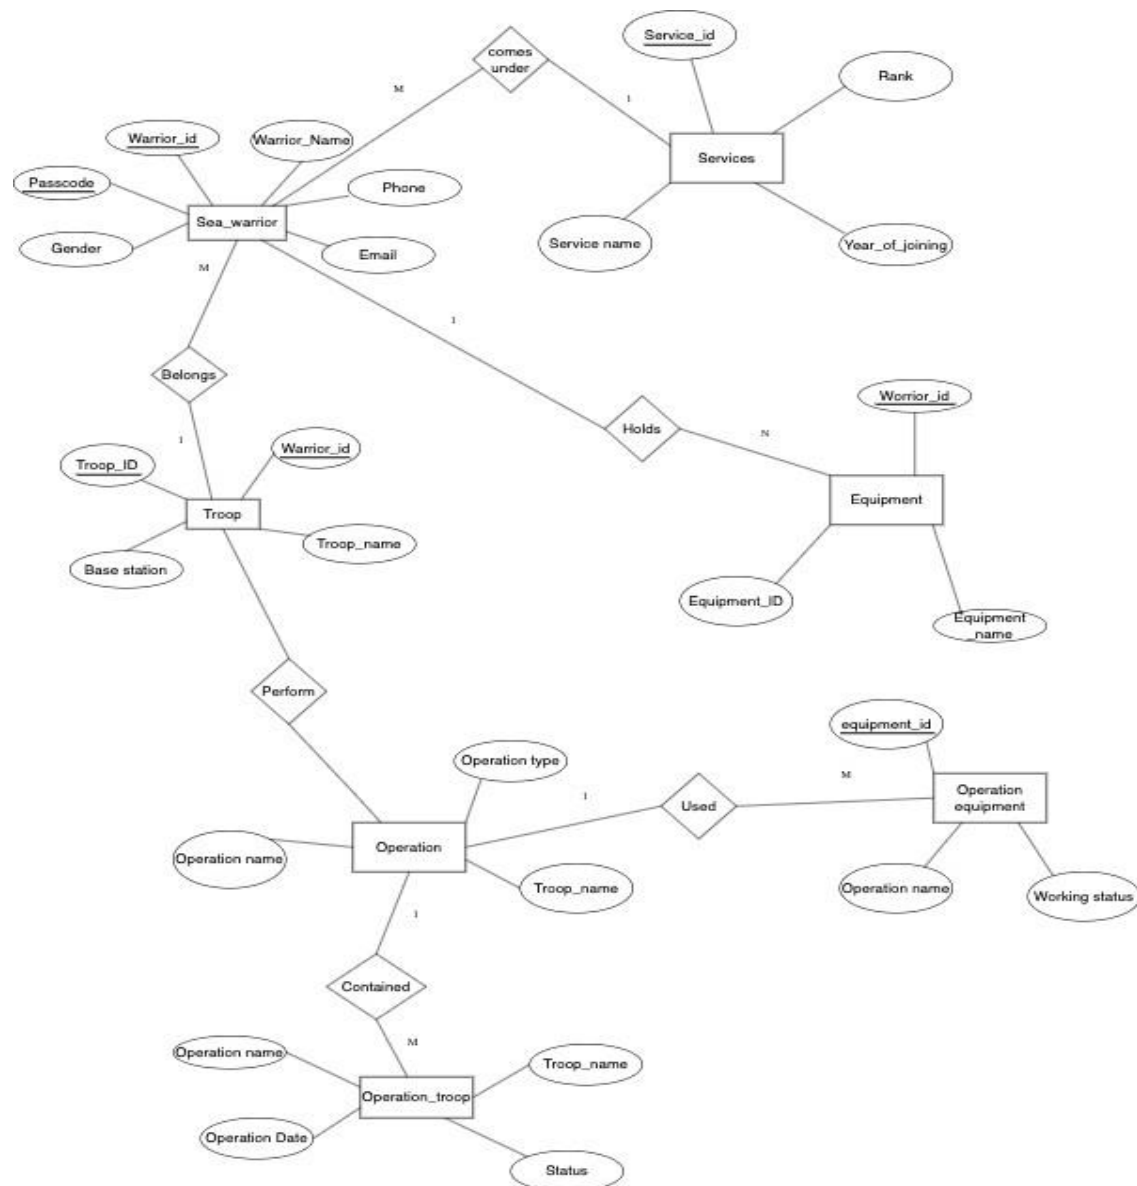 Service_id
comes
under
Rank
M
1
Warrior_id
Warrior_Name
Services
Passcode
Phone
Sea_warrior
Gender
Email
Service name
Year_of_joining
M
1
Belongs
Worrior_id
Holds
N
1
Warrior_id
Troop_ID
Equipment
Troop
Troop_name
Base station
Equipment_ID
Equipment
_name
Perform
equipment_id
Operation type
M
Operation
equipment
1
Used
Operation
Operation name
Troop_name
Operation name
Working status
1
Contained
M
Operation name
Troop_name
Operation_troop
Operation Date
Status